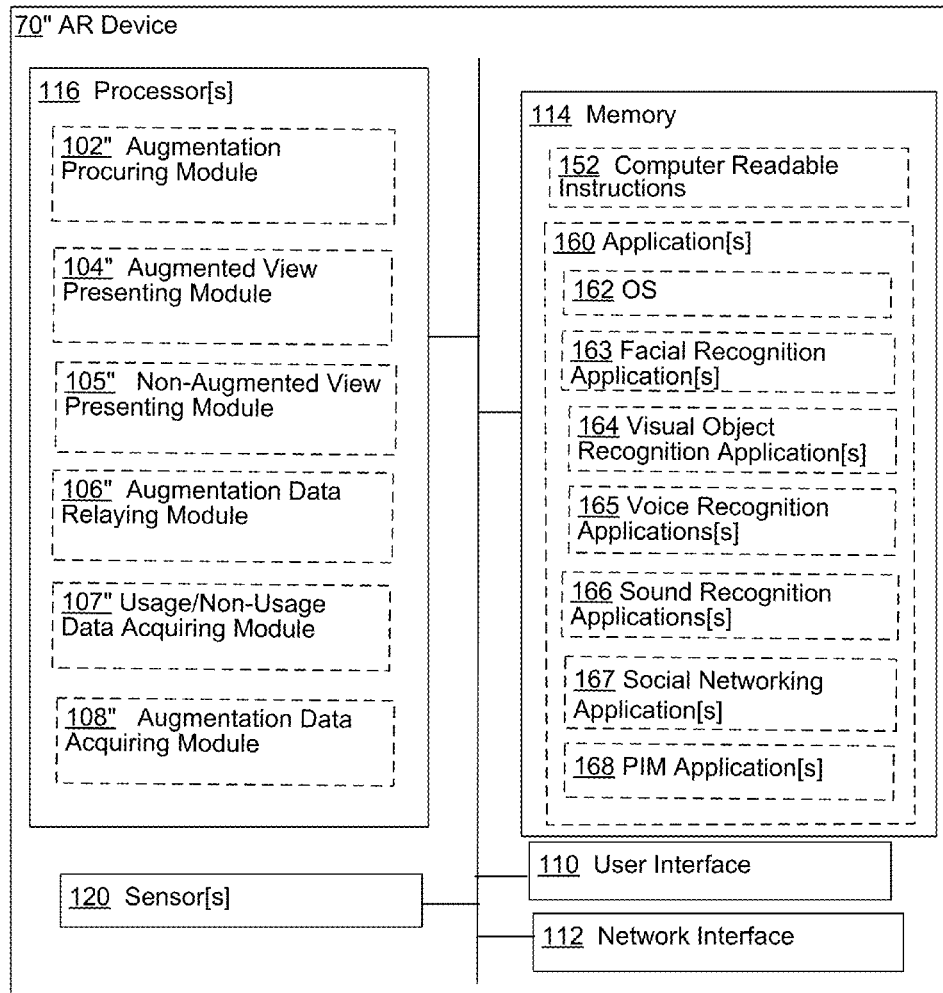 70" AR Device
116 Processor[s]
102" Augmentation
Procuring Module
104" Augmented View
Presenting Module
105" Non-Augmented View
Presenting Module
106" Augmentation Data
Relaying Module
107" Usage/Non-Usage
Data Acquiring Module
108" Augmentation Data
Acquiring Module
120 Sensor[s]
114 Memory
152 Computer Readable
Instructions
160 Application[s]
162 OS
163 Facial Recognition
Application[s]
164 Visual Object
Recognition Application[s]
165 Voice Recognition
Applications[s]
166 Sound Recognition
Applications[s]
167 Social Networking
Application[s]
168 PIM Application[s]
110 User Interface
112 Network Interface